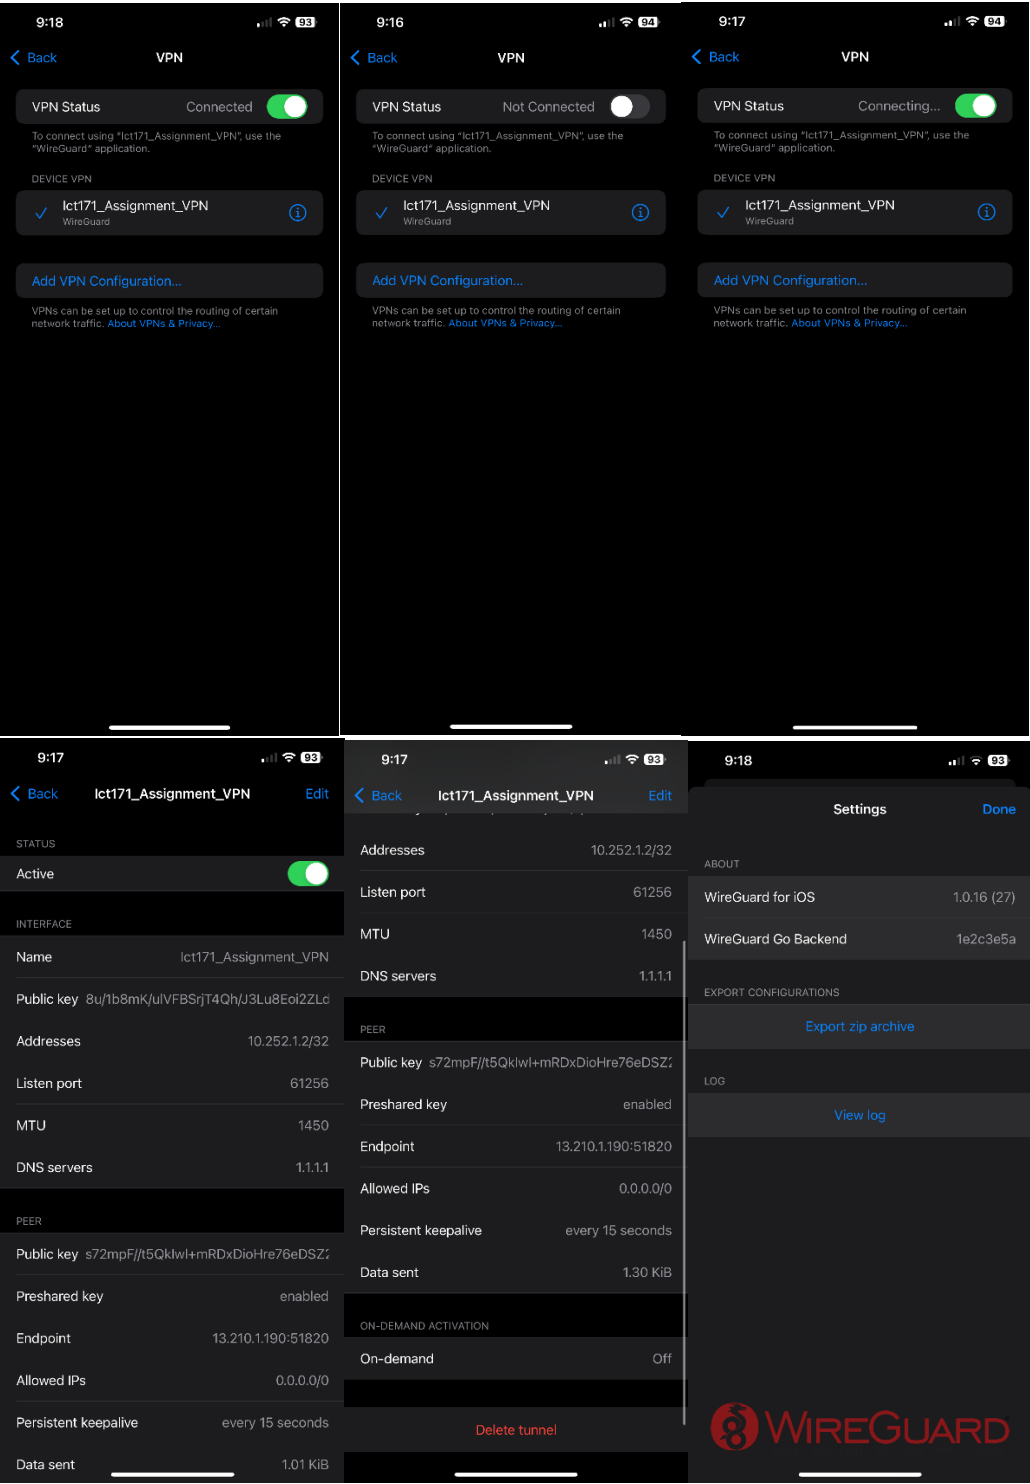 9:18
93
Back
VPN
VPN Status
Connected
To connect using “Ict171_Assignment_VPN”, use the
“WireGuard” application.
DEVICE VPN
Ict171_Assignment_VPN
WireGuard
Add VPN Configuration...
VPNs can be set up to control the routing of certain
network traffic. About VPNs & Privacy...
9:16
94
Back
VPN
VPN Status
Not Connected
To connect using “Ict171_Assignment_VPN”, use the
“WireGuard” application.
DEVICE VPN
Ict171_Assignment_VPN
WireGuard
Add VPN Configuration...
VPNs can be set up to control the routing of certain
network traffic. About VPNs & Privacy...
9:17
94
Back
VPN
VPN Status
Connecting...
To connect using “Ict171_Assignment_VPN”, use the
“WireGuard” application.
DEVICE VPN
Ict171_Assignment_VPN
WireGuard
Add VPN Configuration...
VPNs can be set up to control the routing of certain
network traffic. About VPNs & Privacy...
9:17
93
Back
Ict171_Assignment_VPN
Edit
STATUS
Active
INTERFACE
Name Ict171_Assignment_VPN
Public key 8u/1b8mK/ulVFBSrjT4Qh/J3Lu8Eoi2ZLd
Addresses 10.252.1.2/32
Listen port 61256
MTU 1450
DNS servers 1.1.1.1
PEER
Public key s72mpF//t5QkIwI+mRDxDioHre76eDSZ2
Preshared key enabled
Endpoint 13.210.1.190:51820
Allowed IPs 0.0.0.0/0
Persistent keepalive every 15 seconds
Data sent 1.01 KiB
9:17
93
Back
Ict171_Assignment_VPN
Edit
Addresses 10.252.1.2/32
Listen port 61256
MTU 1450
DNS servers 1.1.1.1
PEER
Public key s72mpF//t5QkIwI+mRDxDioHre76eDSZ2
Preshared key enabled
Endpoint 13.210.1.190:51820
Allowed IPs 0.0.0.0/0
Persistent keepalive every 15 seconds
Data sent 1.30 KiB
ON-DEMAND ACTIVATION
On-demand Off
Delete tunnel
9:18
93
Settings
Done
ABOUT
WireGuard for iOS 1.0.16 (27)
WireGuard Go Backend 1e2c3e5a
EXPORT CONFIGURATIONS
Export zip archive
LOG
View log
WIREGUARD